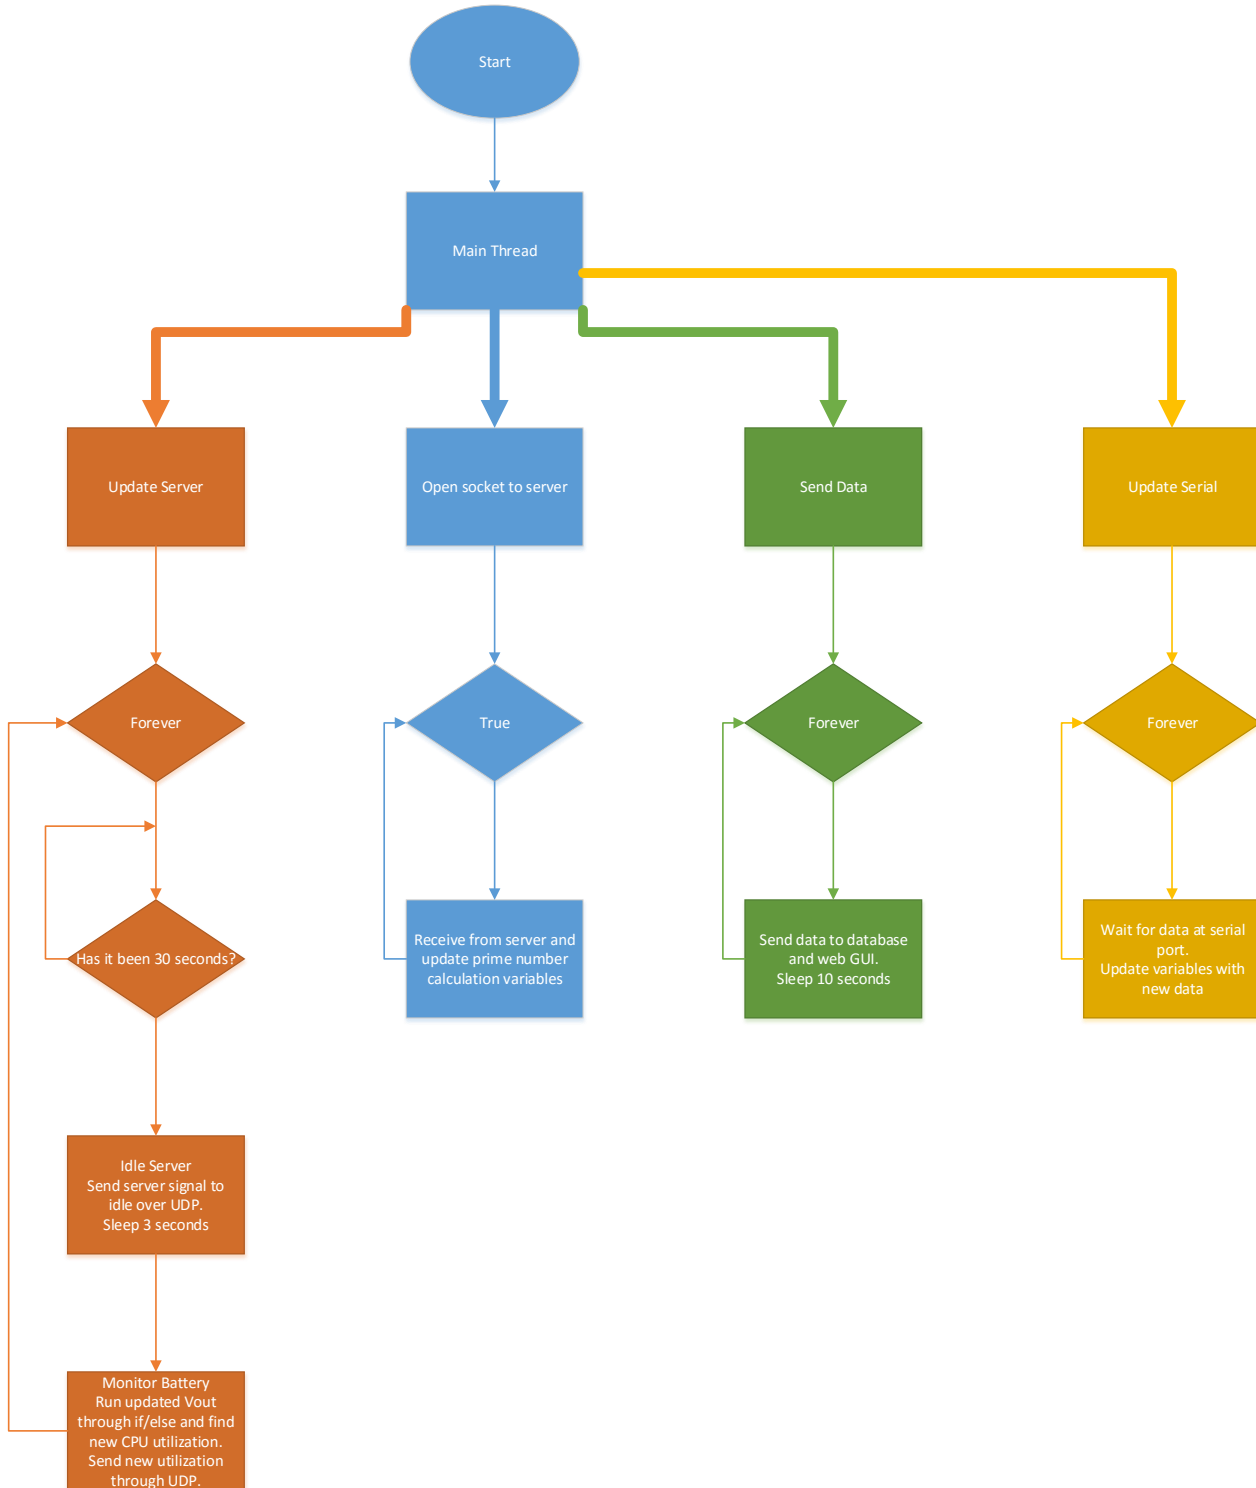 Start
Main Thread
Update Server
Open socket to server
Send Data
Update Serial
Forever
True
Forever
Forever
Has it been 30 seconds?
Receive from server and
update prime number
calculation variables
Send data to database
and web GUI.
Sleep 10 seconds
Wait for data at serial
port.
Update variables with
new data
Idle Server
Send server signal to
idle over UDP.
Sleep 3 seconds
Monitor Battery
Run updated Vout
through if/else and find
new CPU utilization.
Send new utilization
through UDP.